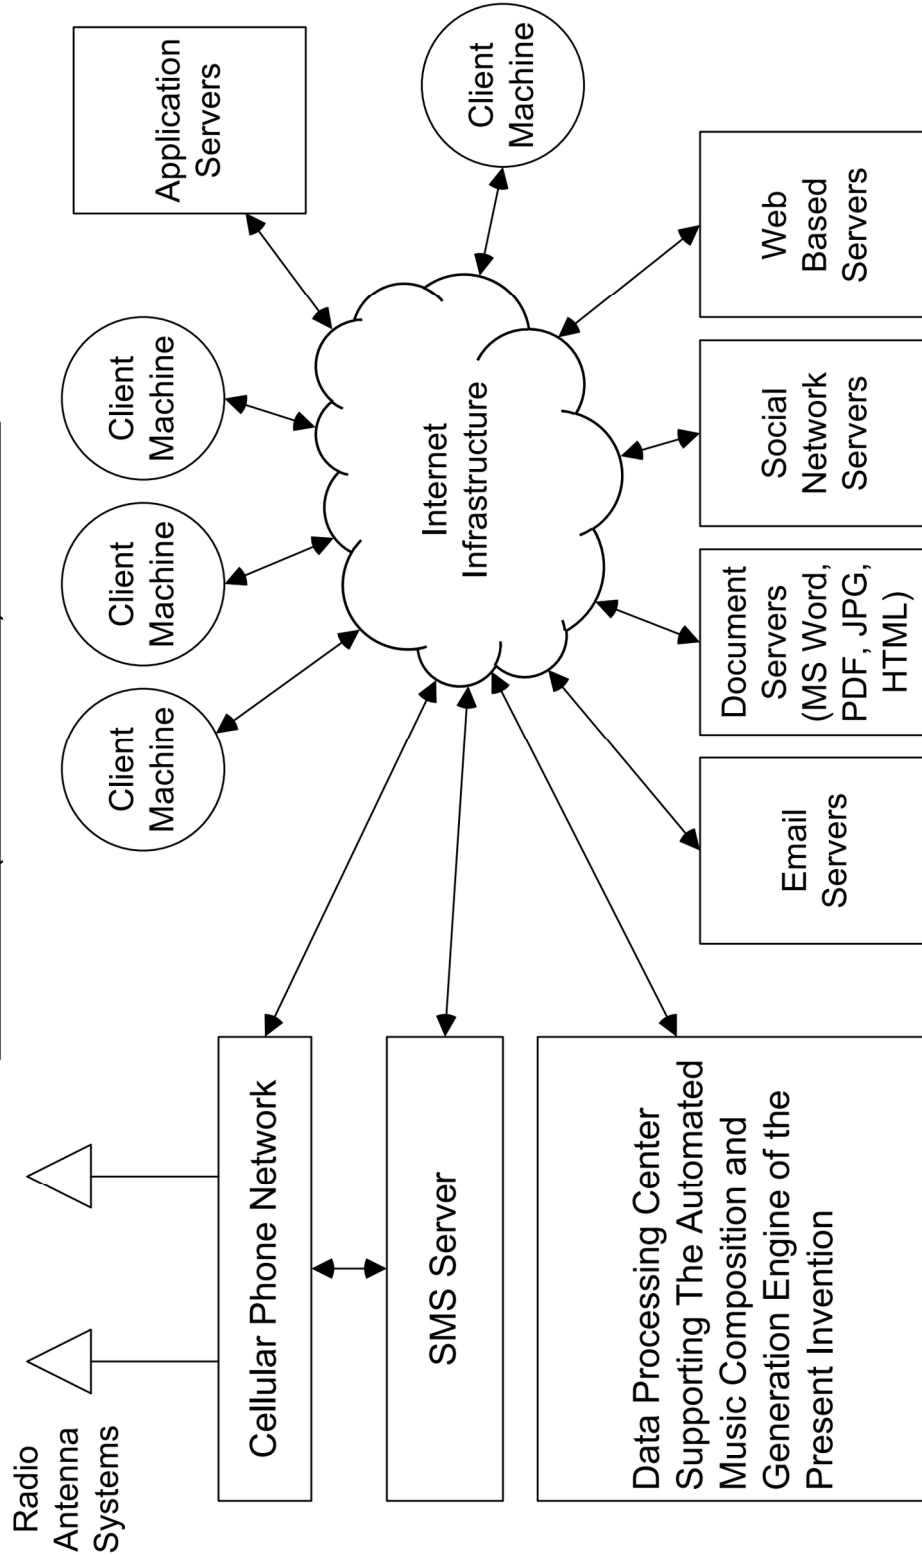 Radio
Antenna
Systems
Cellular Phone Network
SMS Server
Data Processing Center
Supporting The Automated
Music Composition and
Generation Engine of the
Present Invention
Client
Machine
Client
Machine
Client
Machine
Application
Servers
Internet
Infrastructure
Client
Machine
Email
Servers
Document
Servers
(MS Word,
PDF, JPG,
HTML)
Social
Network
Servers
Web
Based
Servers